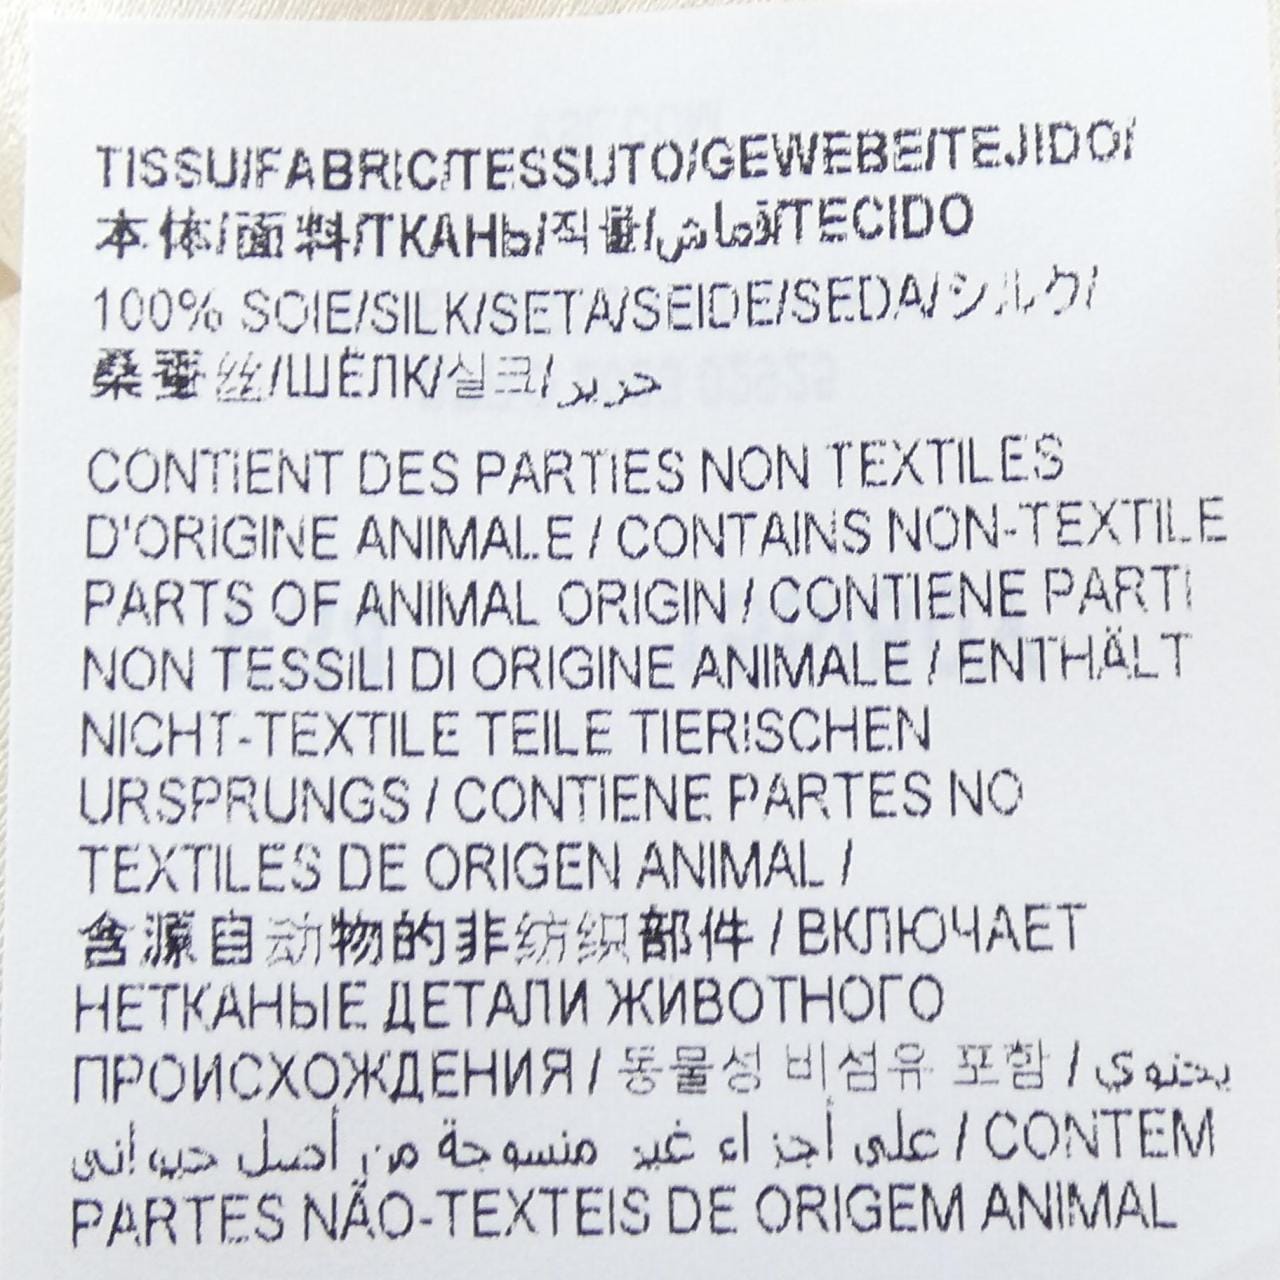 TISSU/FABRIC/TESSUTO/GEWEBE/TEJIDO/
本体/面料/ТКАНЬ/직물/قماش/TECIDO
100% SOIE/SILK/SETA/SEIDE/SEDA/シルク/
桑蚕丝/ШЁЛК/실크/حرير
CONTIENT DES PARTIES NON TEXTILES
D'ORIGINE ANIMALE / CONTAINS NON-TEXTILE
PARTS OF ANIMAL ORIGIN / CONTIENE PARTI
NON TESSILI DI ORIGINE ANIMALE / ENTHÄLT
NICHT-TEXTILE TEILE TIERISCHEN
URSPRUNGS / CONTIENE PARTES NO
TEXTILES DE ORIGEN ANIMAL /
含源自动物的非纺织部件 / ВКЛЮЧАЕТ
НЕТКАНЫЕ ДЕТАЛИ ЖИВОТНОГО
ПРОИСХОЖДЕНИЯ / 동물성 비섬유 포함 / يحتوي
على أجزاء غير منسوجة من أصل حيواني / CONTEM
PARTES NÃO-TEXTEIS DE ORIGEM ANIMAL